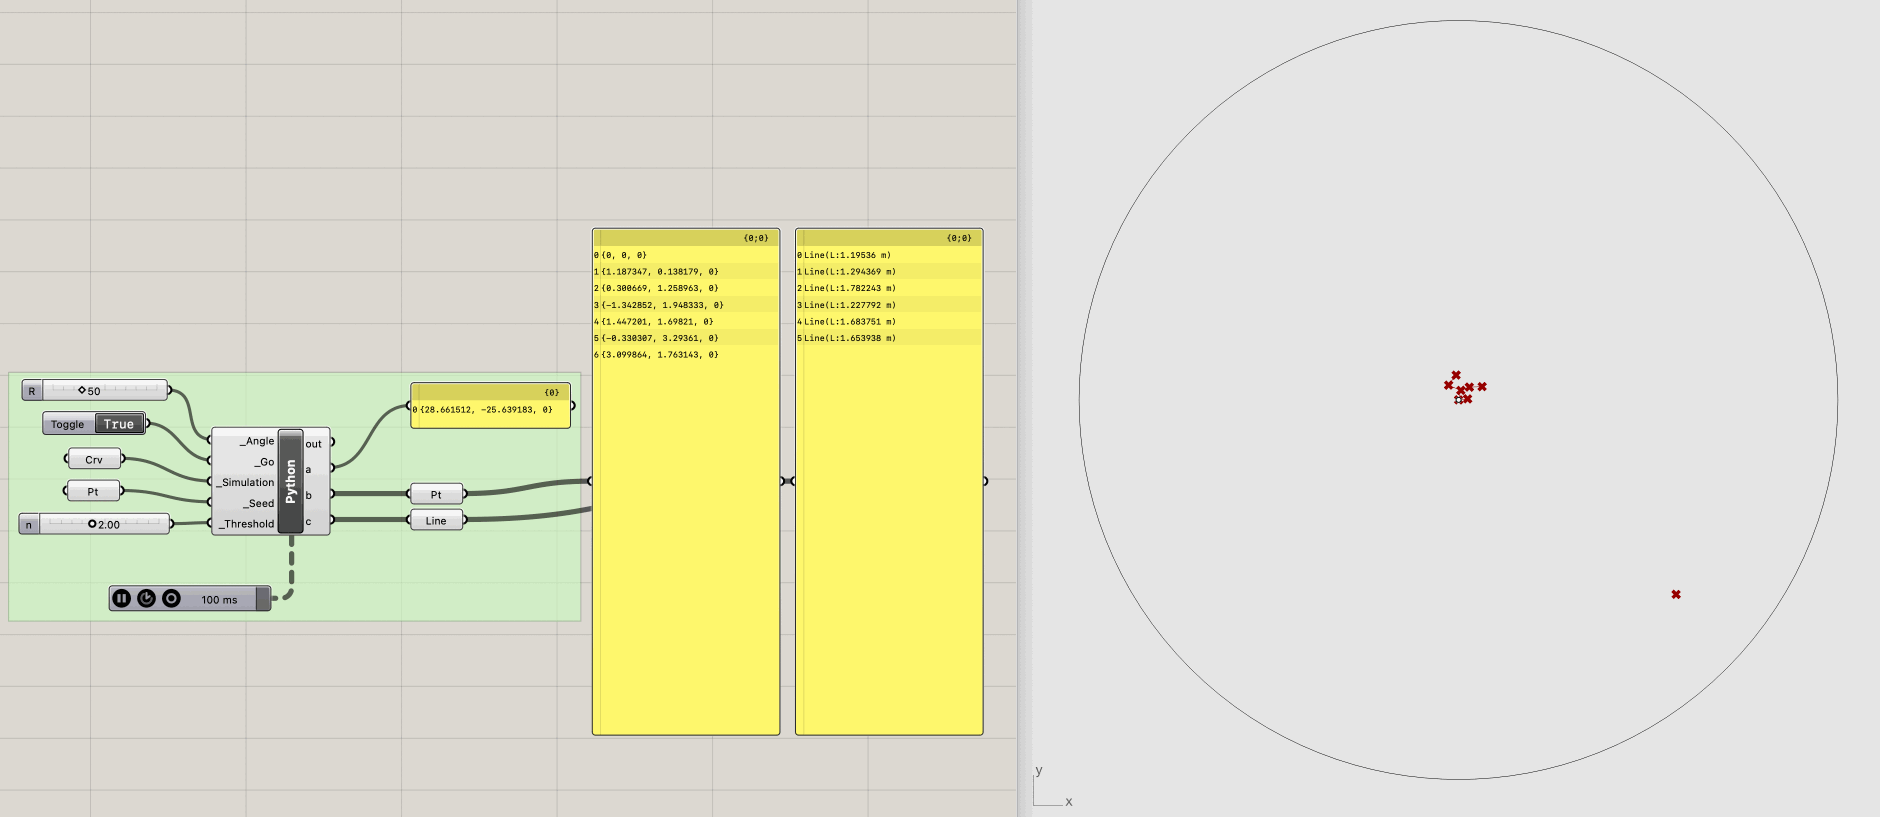 R 50
Toggle True
Crv
Pt
n 2.00
_Angle
_Go
_Simulation
_Seed
_Threshold
Python
out
a
b
c
100 ms
{0}
0 {28.661512, −25.639183, 0}
Pt
Line
{0;0}
0 {0, 0, 0}
1 {1.187347, 0.138179, 0}
2 {0.300669, 1.258963, 0}
3 {−1.342852, 1.948333, 0}
4 {1.447201, 1.69821, 0}
5 {−0.330307, 3.29361, 0}
6 {3.099864, 1.763143, 0}
{0;0}
0 Line(L:1.19536 m)
1 Line(L:1.294369 m)
2 Line(L:1.782243 m)
3 Line(L:1.227792 m)
4 Line(L:1.683751 m)
5 Line(L:1.653938 m)
y
x